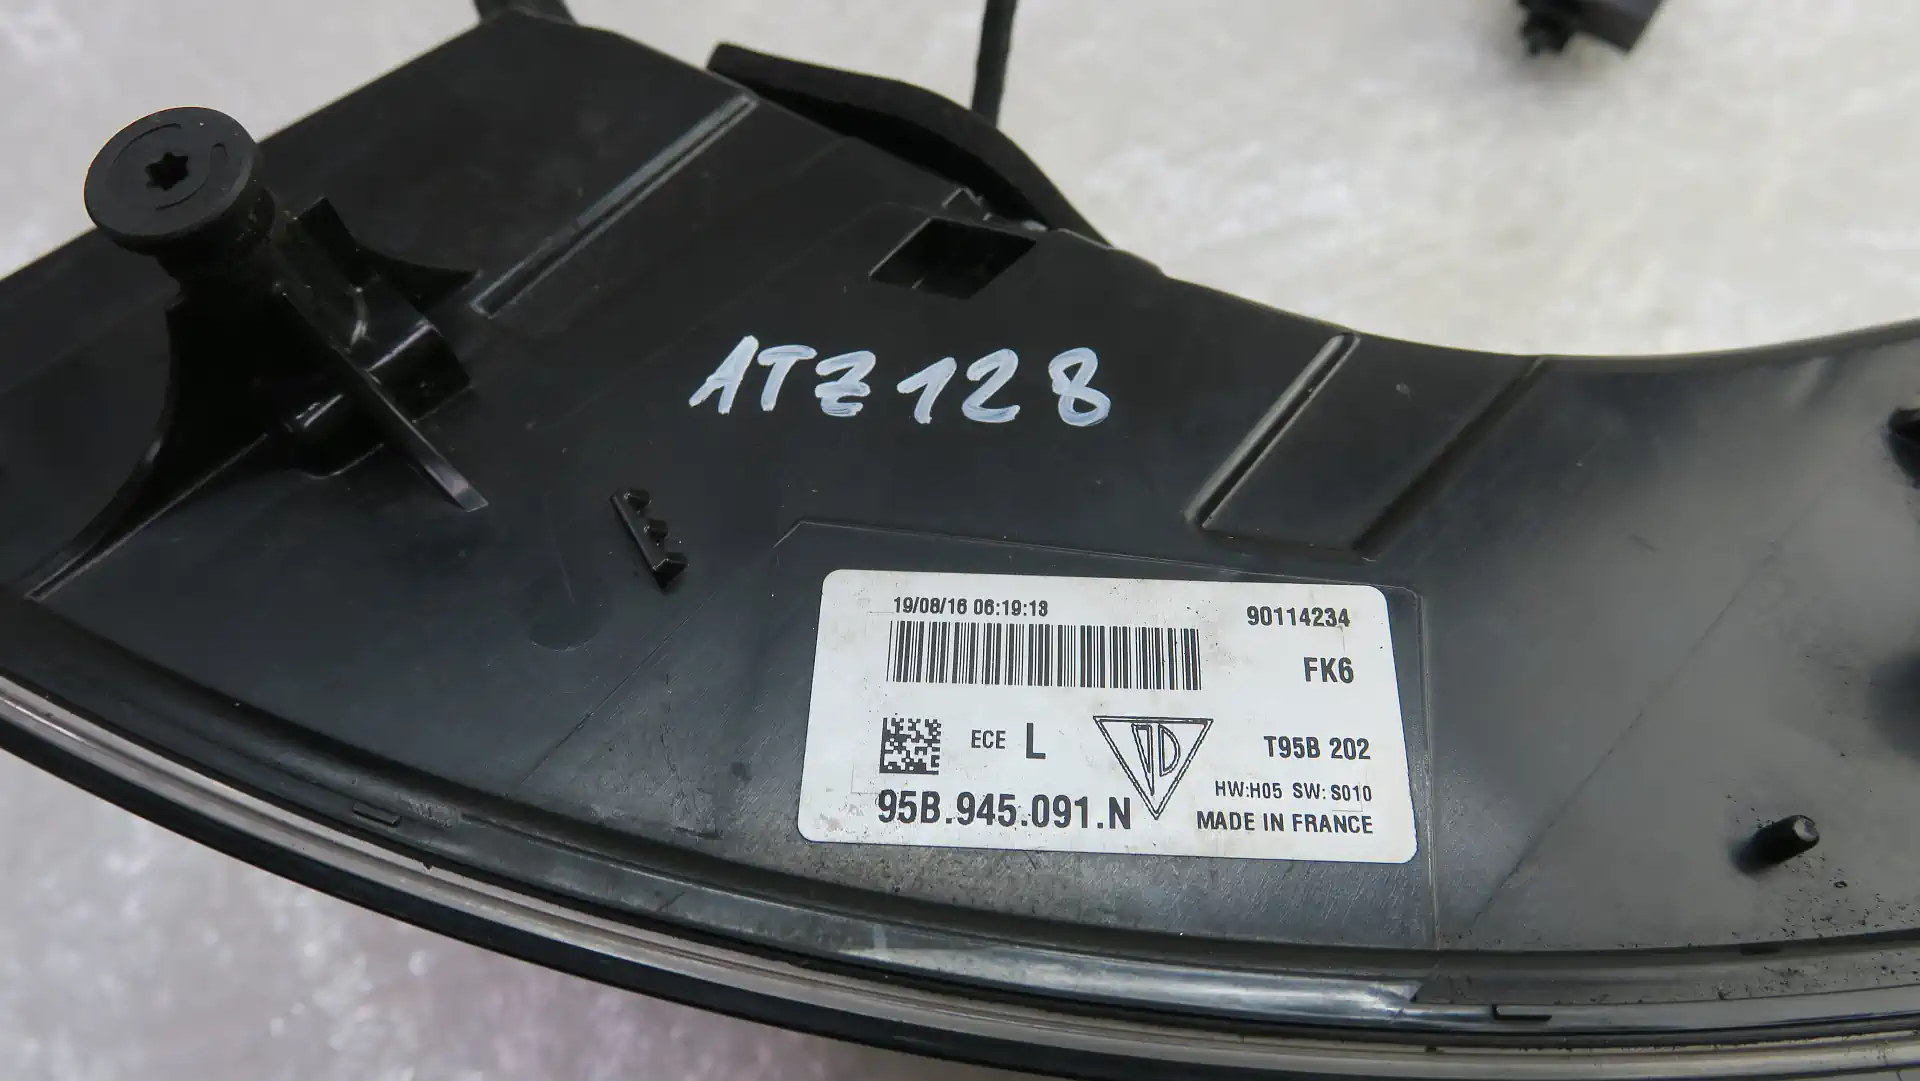 ATZ128
19/08/16 06:19:18
90114234
FK6
ECE L
T95B 202
HW:H05 SW:S010
95B.945.091.N
MADE IN FRANCE